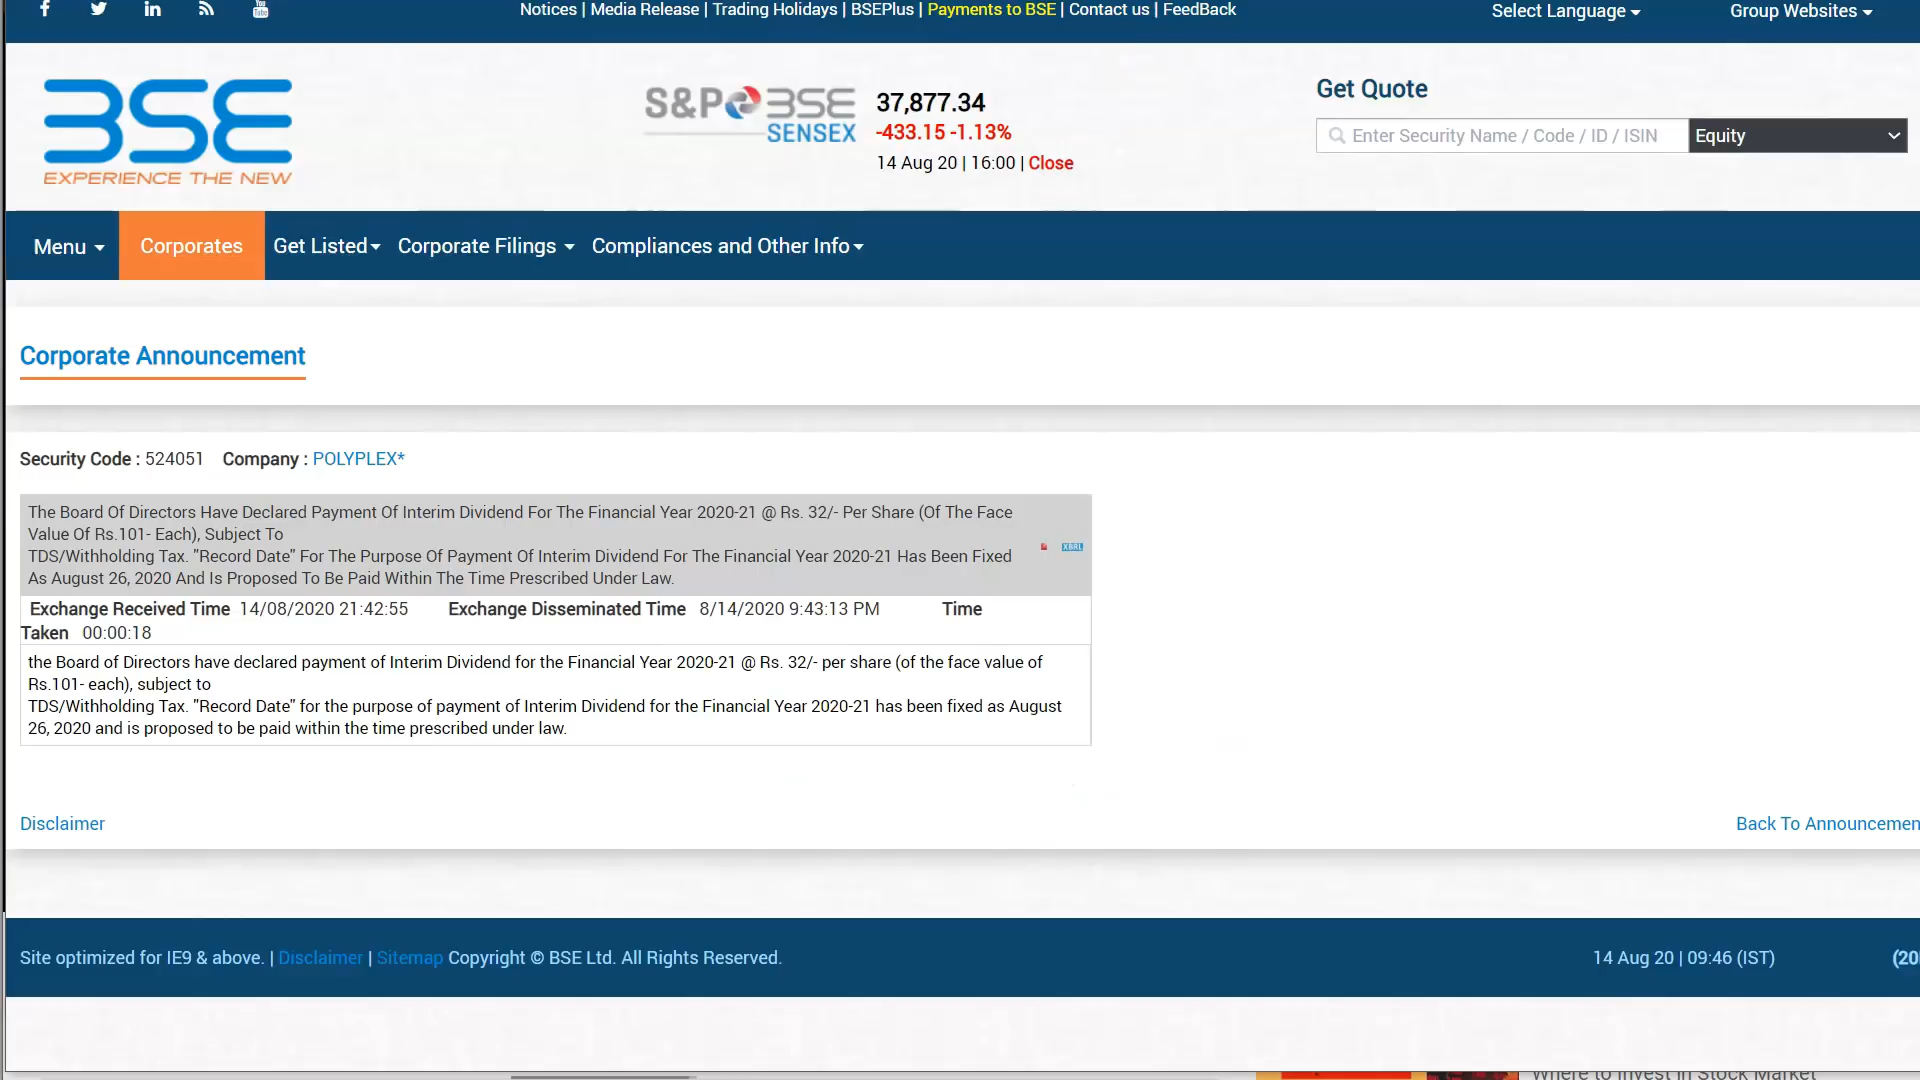 Notices | Media Release | Trading Holidays | BSEPlus | Payments to BSE | Contact us | FeedBack
Select Language
Group Websites
BSE
EXPERIENCE THE NEW
S&P BSE
SENSEX
37,877.34
-433.15 -1.13%
14 Aug 20 | 16:00 | Close
Get Quote
Enter Security Name / Code / ID / ISIN
Equity
Menu
Corporates
Get Listed
Corporate Filings
Compliances and Other Info
Corporate Announcement
Security Code : 524051 Company : POLYPLEX*
The Board Of Directors Have Declared Payment Of Interim Dividend For The Financial Year 2020-21 @ Rs. 32/- Per Share (Of The Face
Value Of Rs.101- Each), Subject To
TDS/Withholding Tax. "Record Date" For The Purpose Of Payment Of Interim Dividend For The Financial Year 2020-21 Has Been Fixed
As August 26, 2020 And Is Proposed To Be Paid Within The Time Prescribed Under Law.
XBRL
Exchange Received Time 14/08/2020 21:42:55 Exchange Disseminated Time 8/14/2020 9:43:13 PM Time
Taken 00:00:18
the Board of Directors have declared payment of Interim Dividend for the Financial Year 2020-21 @ Rs. 32/- per share (of the face value of
Rs.101- each), subject to
TDS/Withholding Tax. "Record Date" for the purpose of payment of Interim Dividend for the Financial Year 2020-21 has been fixed as August
26, 2020 and is proposed to be paid within the time prescribed under law.
Disclaimer
Back To Announcemen
Site optimized for IE9 & above. | Disclaimer | Sitemap Copyright © BSE Ltd. All Rights Reserved.
14 Aug 20 | 09:46 (IST)
(20
Where to Invest in Stock Market